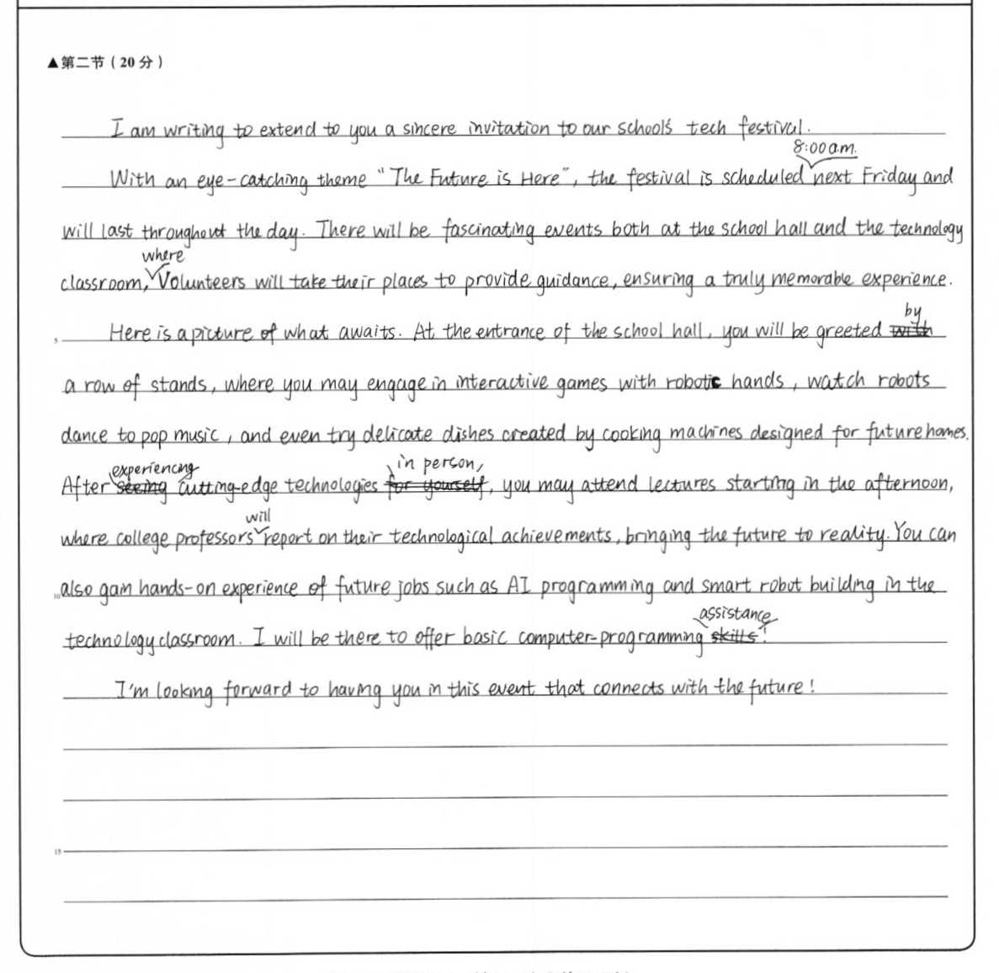 ▲第二节（20 分）
I am writing to extend to you a sincere invitation to our school's tech festival.
8:00 a.m.
With an eye-catching theme "The Future is Here", the festival is scheduled next Friday and
will last throughout the day. There will be fascinating events both at the school hall and the technology
where
classroom, Volunteers will take their places to provide guidance, ensuring a truly memorable experience.
by
5 Here is a picture of what awaits. At the entrance of the school hall, you will be greeted with
a row of stands, where you may engage in interactive games with robotic hands, watch robots
dance to pop music, and even try delicate dishes created by cooking machines designed for future homes.
experiencing in person,
After seeing cutting-edge technologies for yourself, you may attend lectures starting in the afternoon,
will
where college professors report on their technological achievements, bringing the future to reality. You can
10 also gain hands-on experience of future jobs such as AI programming and smart robot building in the
assistance
technology classroom. I will be there to offer basic computer-programming skills!
I'm looking forward to having you in this event that connects with the future!
15